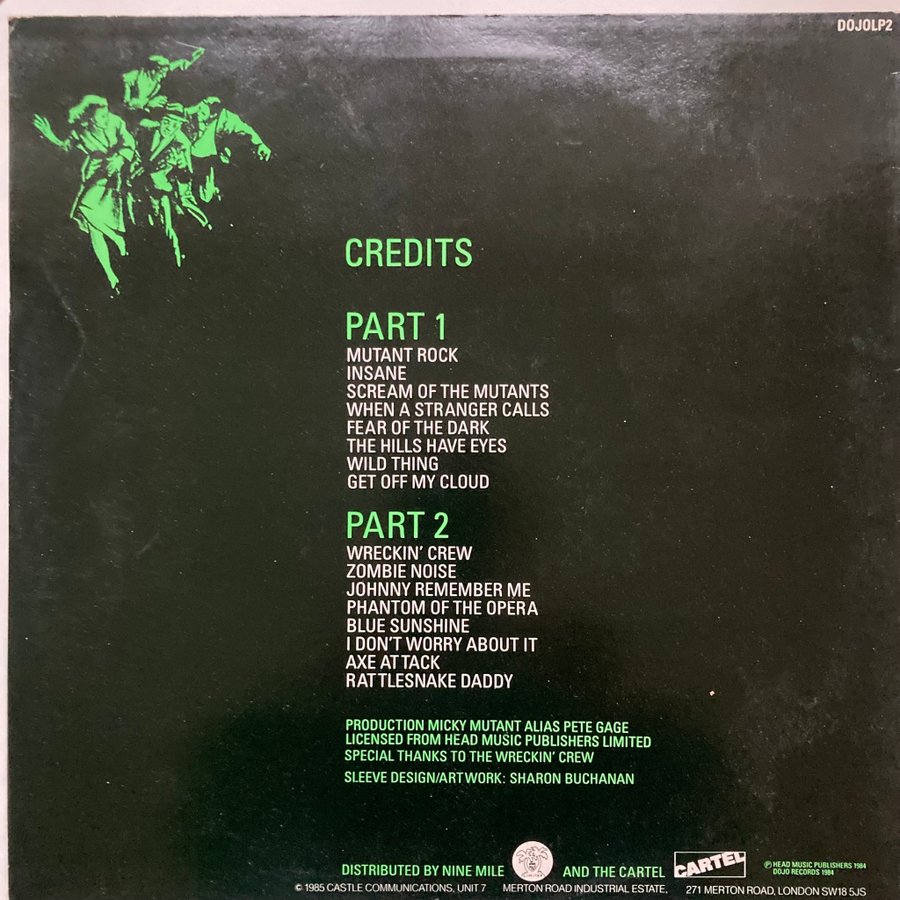 DOJOLP2
CREDITS
PART 1
MUTANT ROCK
INSANE
SCREAM OF THE MUTANTS
WHEN A STRANGER CALLS
FEAR OF THE DARK
THE HILLS HAVE EYES
WILD THING
GET OFF MY CLOUD
PART 2
WRECKIN' CREW
ZOMBIE NOISE
JOHNNY REMEMBER ME
PHANTOM OF THE OPERA
BLUE SUNSHINE
I DON'T WORRY ABOUT IT
AXE ATTACK
RATTLESNAKE DADDY
PRODUCTION MICKY MUTANT ALIAS PETE GAGE
LICENSED FROM HEAD MUSIC PUBLISHERS LIMITED
SPECIAL THANKS TO THE WRECKIN' CREW
SLEEVE DESIGN/ARTWORK: SHARON BUCHANAN
DISTRIBUTED BY NINE MILE AND THE CARTEL CARTEL
℗ HEAD MUSIC PUBLISHERS 1984
DOJO RECORDS 1984
© 1985 CASTLE COMMUNICATIONS, UNIT 7 MERTON ROAD INDUSTRIAL ESTATE, 271 MERTON ROAD, LONDON SW18 5JS